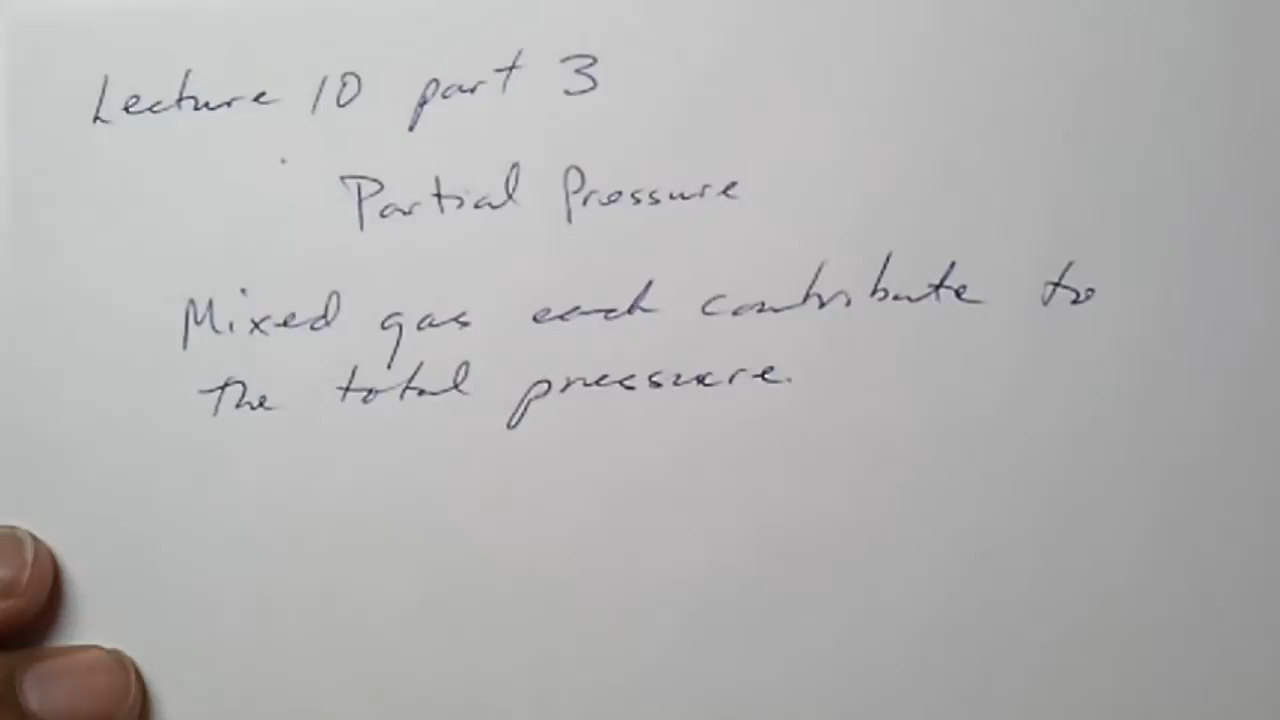 Lecture 10 part 3
Partial Pressure
Mixed gas each contribute to
the total pressure.